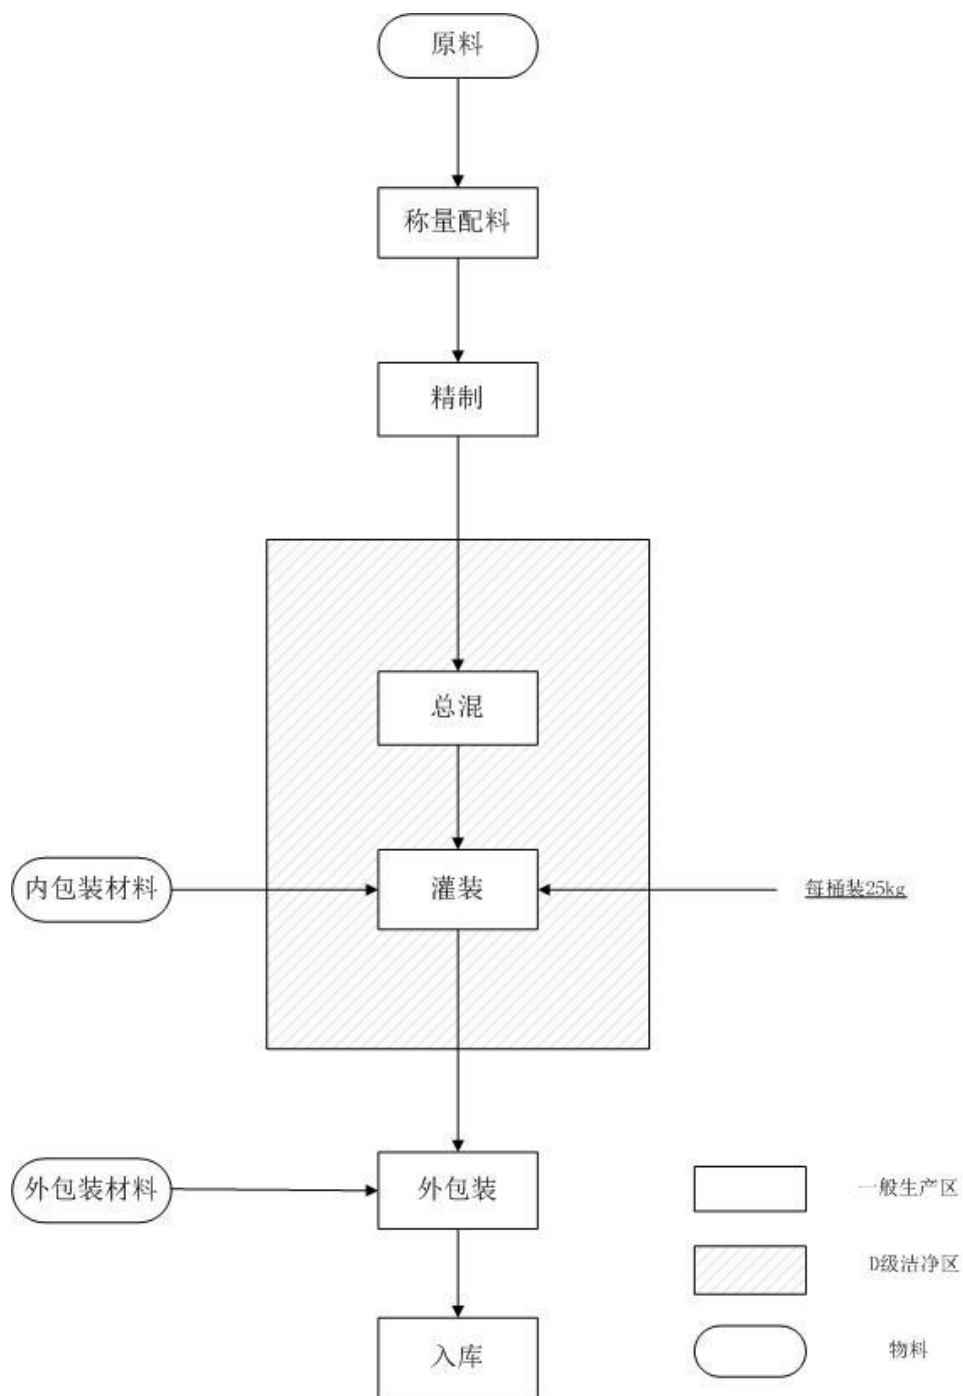 原料
称量配料
精制
总混
内包装材料
灌装
每桶装25kg
外包装材料
外包装
入库
一般生产区
D级洁净区
物料